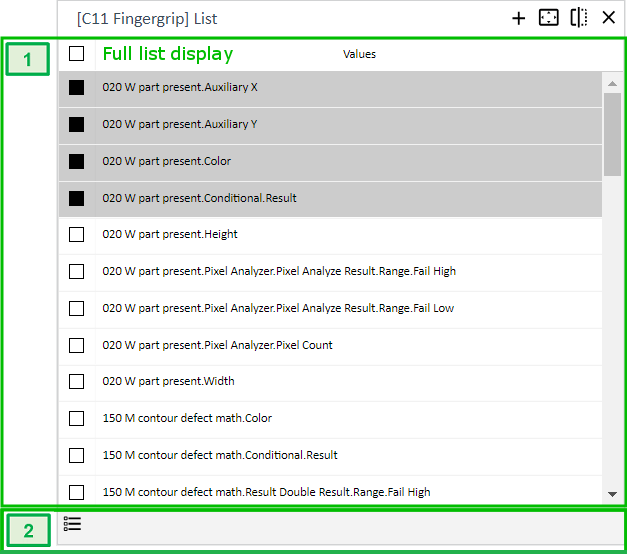 [C11 Fingergrip] List
1
Full list display
Values
020 W part present.Auxiliary X
020 W part present.Auxiliary Y
020 W part present.Color
020 W part present.Conditional.Result
020 W part present.Height
020 W part present.Pixel Analyzer.Pixel Analyze Result.Range.Fail High
020 W part present.Pixel Analyzer.Pixel Analyze Result.Range.Fail Low
020 W part present.Pixel Analyzer.Pixel Count
020 W part present.Width
150 M contour defect math.Color
150 M contour defect math.Conditional.Result
150 M contour defect math.Result Double Result.Range.Fail High
2